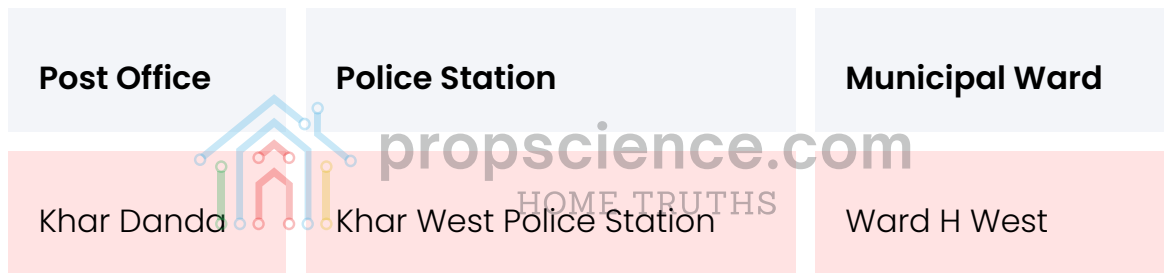 Post Office Police Station Municipal Ward
propscience.com
HOME TRUTHS
Khar Danda Khar West Police Station Ward H West